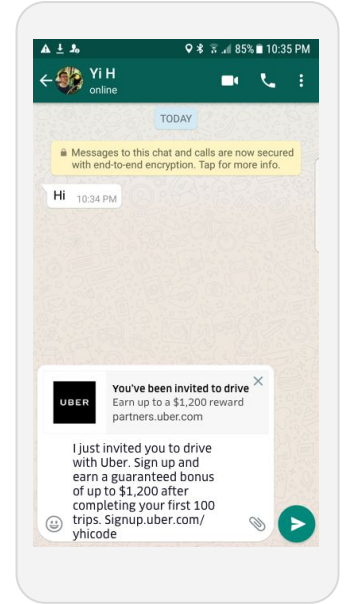 85% 10:35 PM
Yi H
online
TODAY
Messages to this chat and calls are now secured
with end-to-end encryption. Tap for more info.
Hi 10:34 PM
UBER
You've been invited to drive
Earn up to a $1,200 reward
partners.uber.com
I just invited you to drive
with Uber. Sign up and
earn a guaranteed bonus
of up to $1,200 after
completing your first 100
trips. Signup.uber.com/
yhicode